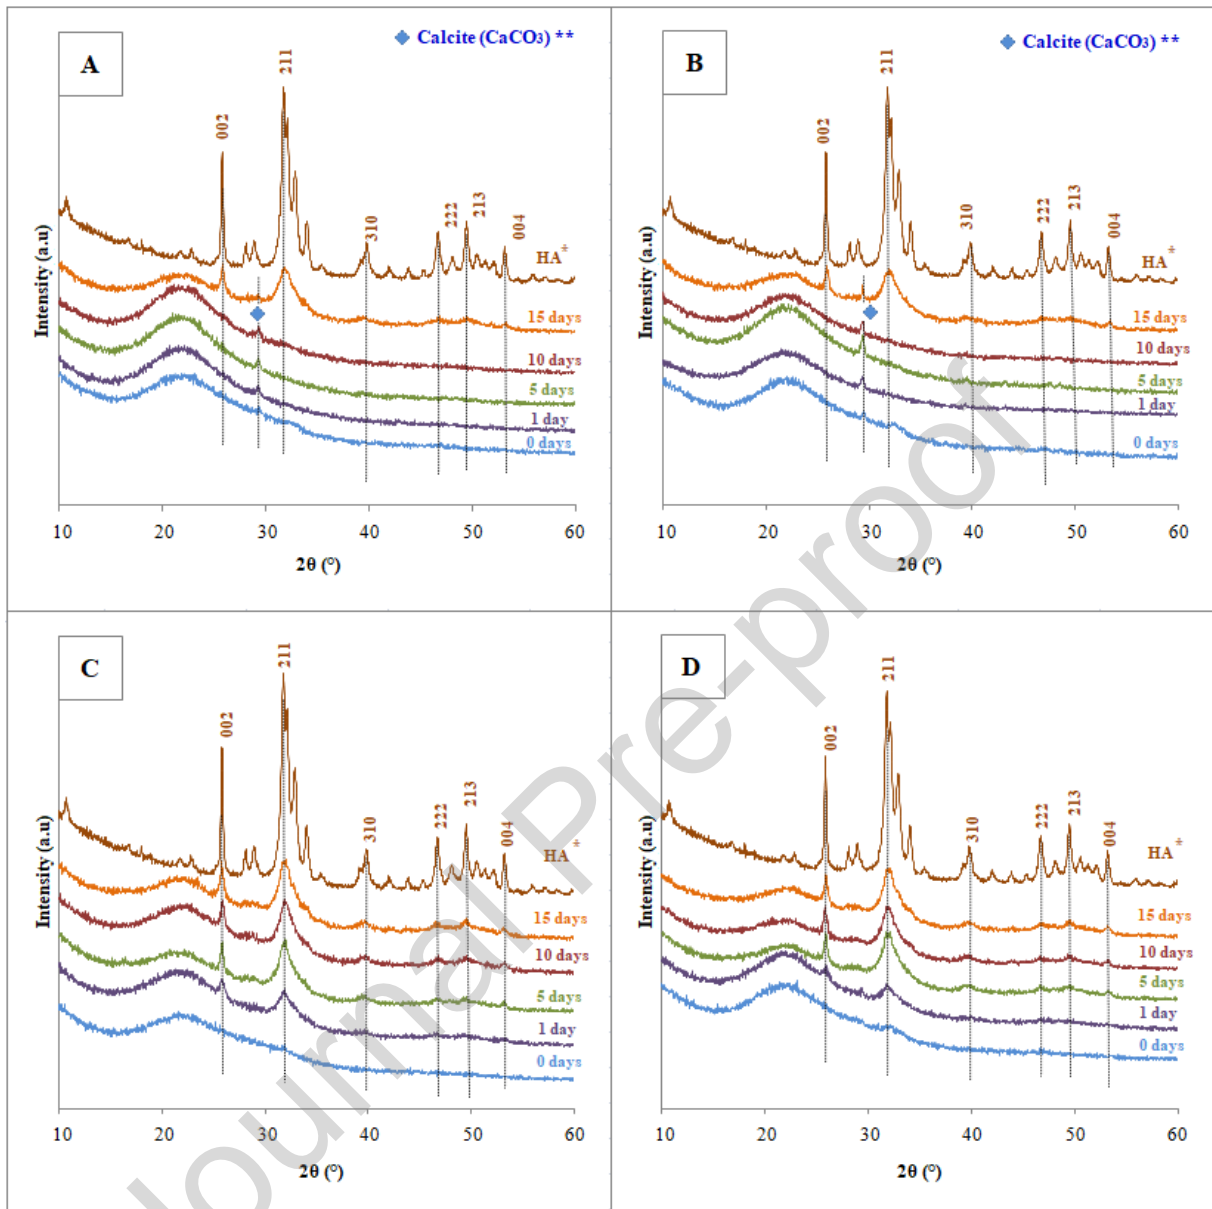 A
Calcite (CaCO3) **
211
002
310
222
213
004
HA*
15 days
10 days
5 days
1 day
0 days
Intensity (a.u)
10 20 30 40 50 60
2θ (°)
B
Calcite (CaCO3) **
211
002
310
222
213
004
HA*
15 days
10 days
5 days
1 day
0 days
Intensity (a.u)
10 20 30 40 50 60
2θ (°)
C
211
002
310
222
213
004
HA*
15 days
10 days
5 days
1 day
0 days
Intensity (a.u)
10 20 30 40 50 60
2θ (°)
D
211
002
310
222
213
004
HA*
15 days
10 days
5 days
1 day
0 days
Intensity (a.u)
10 20 30 40 50 60
2θ (°)
Journal Pre-proof